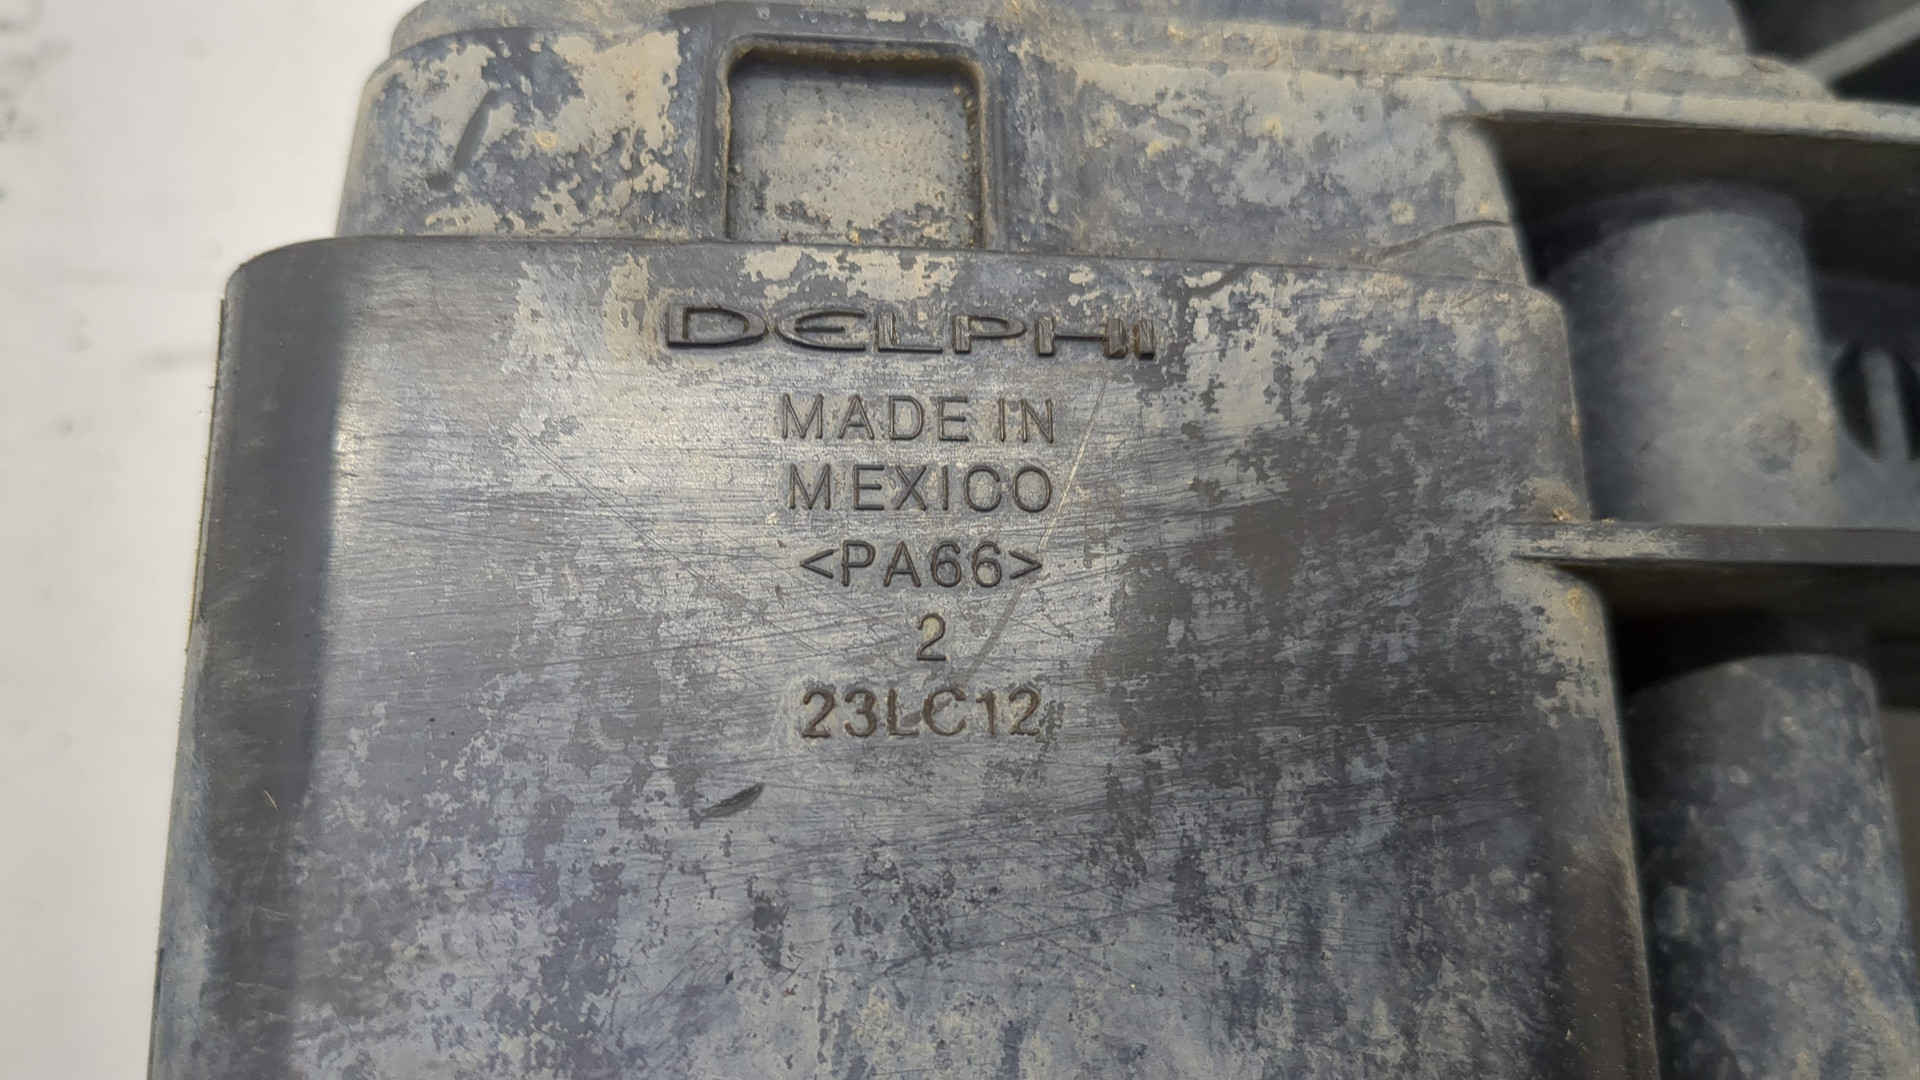 DELPHI
MADE IN
MEXICO
<PA66>
2
23LC12